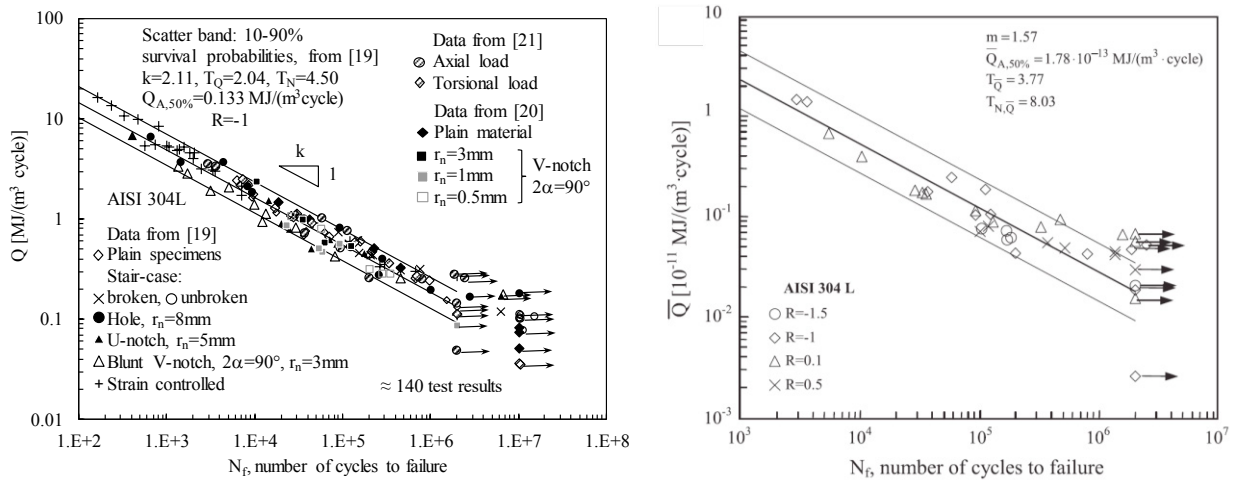 100
10
1
0.1
0.01
Q [MJ/(m³ cycle)]
Scatter band: 10-90%
survival probabilities, from [19]
k=2.11, T_Q=2.04, T_N=4.50
Q_A,50%=0.133 MJ/(m³cycle)
R=-1
k
1
AISI 304L
Data from [19]
Plain specimens
Stair-case:
broken, unbroken
Hole, r_n=8mm
U-notch, r_n=5mm
Blunt V-notch, 2α=90°, r_n=3mm
Strain controlled
Data from [21]
Axial load
Torsional load
Data from [20]
Plain material
r_n=3mm
r_n=1mm
r_n=0.5mm
V-notch
2α=90°
≈ 140 test results
1.E+2 1.E+3 1.E+4 1.E+5 1.E+6 1.E+7 1.E+8
N_f, number of cycles to failure
10
1
10⁻¹
10⁻²
10⁻³
Q̅ [10⁻¹¹ MJ/(m³·cycle)]
m=1.57
Q̅_A,50% =1.78·10⁻¹³ MJ/(m³·cycle)
T_Q̅=3.77
T_N,Q̅=8.03
AISI 304 L
R=-1.5
R=-1
R=0.1
R=0.5
10³ 10⁴ 10⁵ 10⁶ 10⁷
N_f, number of cycles to failure